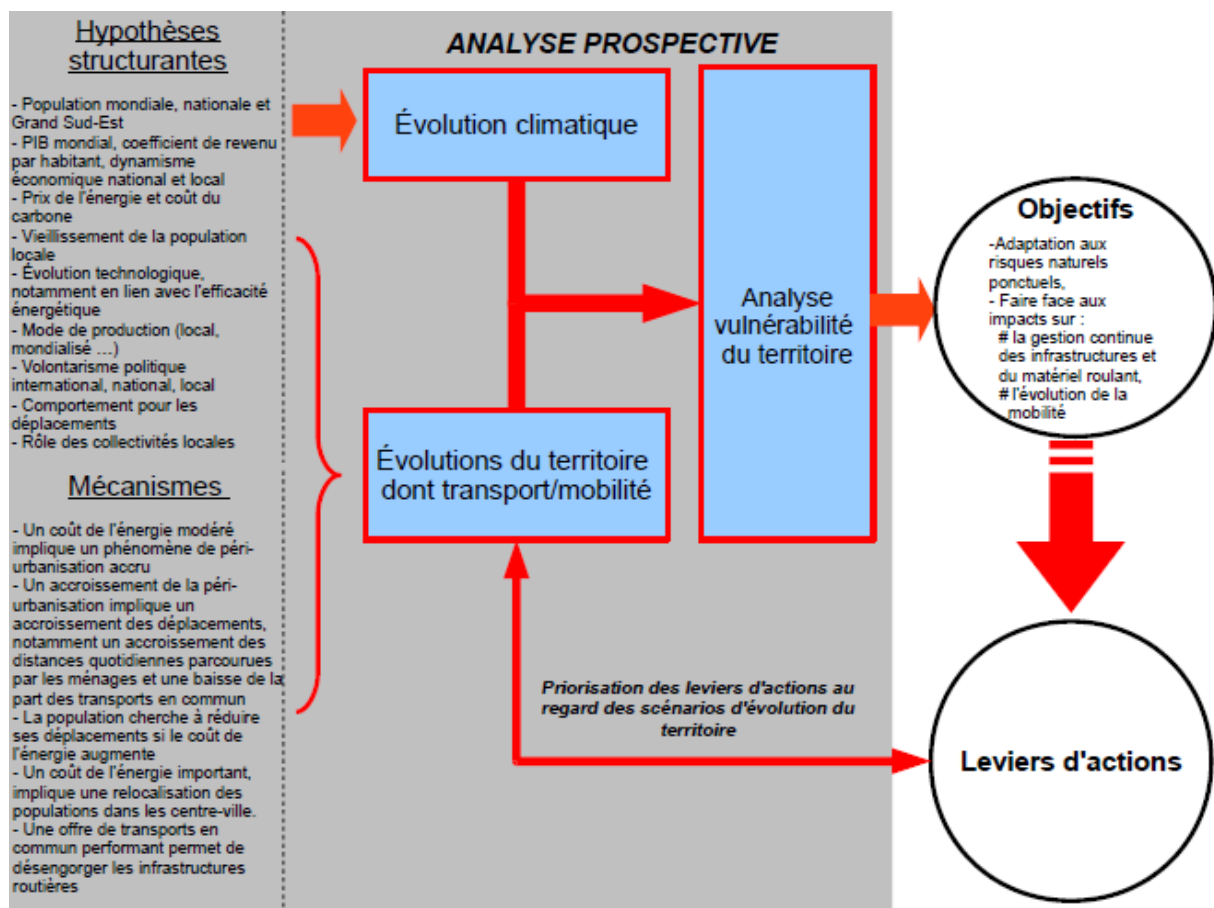 Hypothèses
structurantes
- Population mondiale, nationale et
Grand Sud-Est
- PIB mondial, coefficient de revenu
par habitant, dynamisme
économique national et local
- Prix de l'énergie et coût du
carbone
- Vieillissement de la population
locale
- Évolution technologique,
notamment en lien avec l'efficacité
énergétique
- Mode de production (local,
mondialisé ...)
- Volontarisme politique
international, national, local
- Comportement pour les
déplacements
- Rôle des collectivités locales
Mécanismes
- Un coût de l'énergie modéré
implique un phénomène de péri-
urbanisation accru
- Un accroissement de la péri-
urbanisation implique un
accroissement des déplacements,
notamment un accroissement des
distances quotidiennes parcourues
par les ménages et une baisse de la
part des transports en commun
- La population cherche à réduire
ses déplacements si le coût de
l'énergie augmente
- Un coût de l'énergie important,
implique une relocalisation des
populations dans les centre-ville.
- Une offre de transports en
commun performant permet de
désengorger les infrastructures
routières
ANALYSE PROSPECTIVE
Évolution climatique
Évolutions du territoire
dont transport/mobilité
Analyse
vulnérabilité
du territoire
Priorisation des leviers d'actions au
regard des scénarios d'évolution du
territoire
Objectifs
-Adaptation aux
risques naturels
ponctuels,
- Faire face aux
impacts sur :
# la gestion continue
des infrastructures et
du matériel roulant,
# l'évolution de la
mobilité
Leviers d'actions